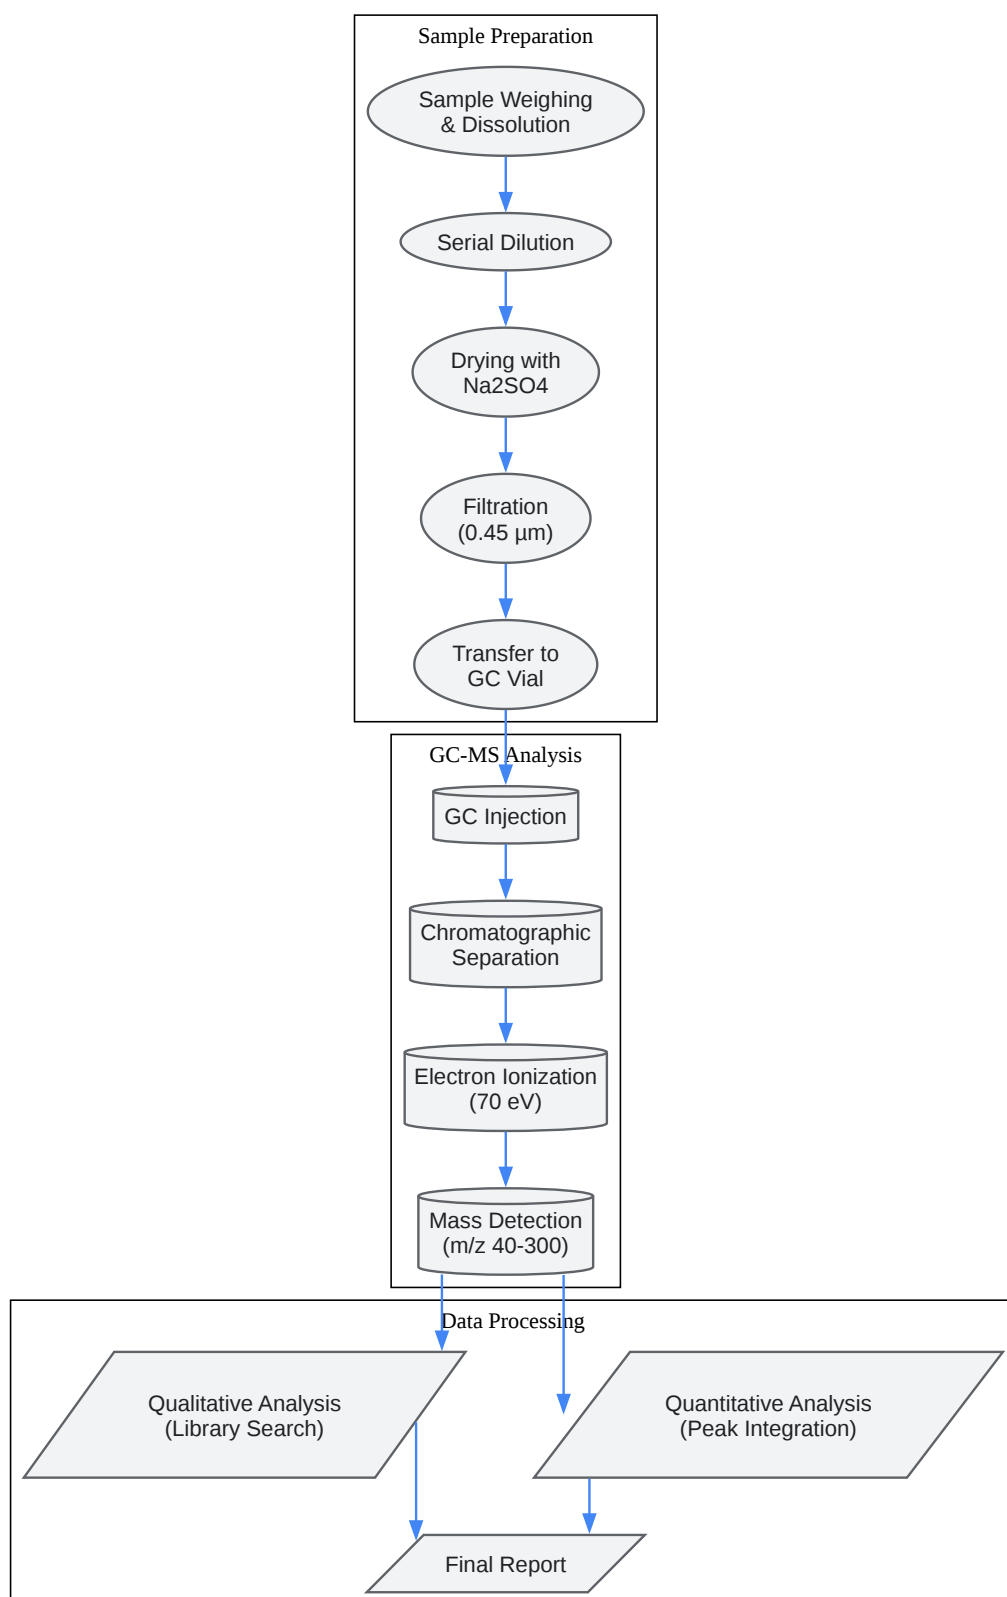 Sample Preparation
Sample Weighing
& Dissolution
Serial Dilution
Drying with
Na2SO4
Filtration
(0.45 µm)
Transfer to
GC Vial
GC-MS Analysis
GC Injection
Chromatographic
Separation
Electron Ionization
(70 eV)
Mass Detection
(m/z 40-300)
Data Processing
Qualitative Analysis
(Library Search)
Quantitative Analysis
(Peak Integration)
Final Report